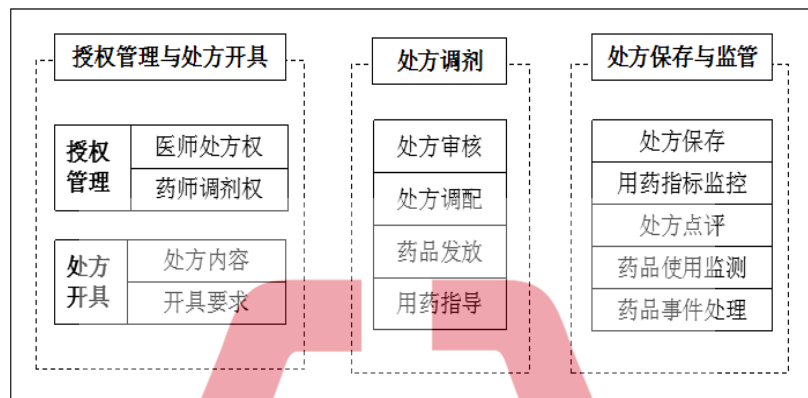 授权管理与处方开具
授权
管理
医师处方权
药师调剂权
处方
开具
处方内容
开具要求
处方调剂
处方审核
处方调配
药品发放
用药指导
处方保存与监管
处方保存
用药指标监控
处方点评
药品使用监测
药品事件处理